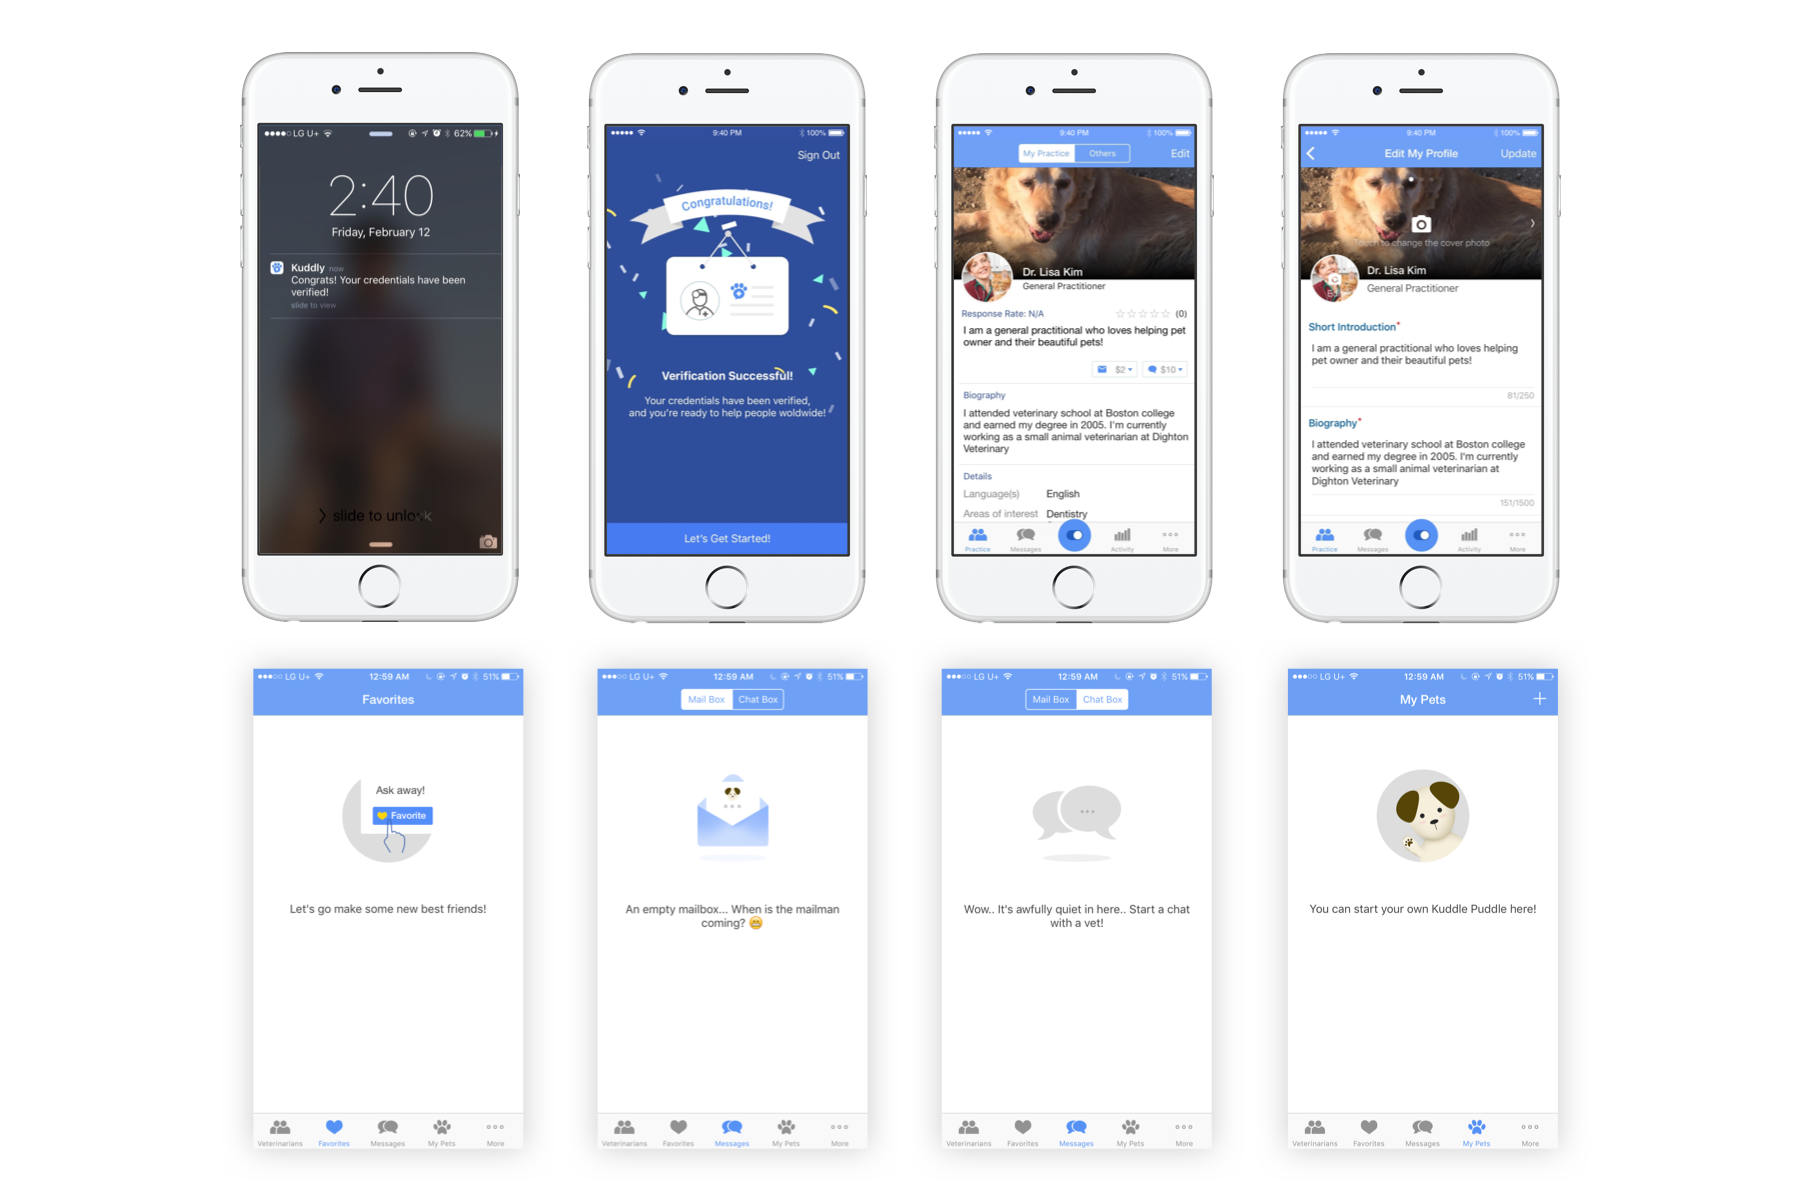 LG U+ 62%
2:40
Friday, February 12
Kuddly now
Congrats! Your credentials have been
verified!
slide to view
slide to unlock
9:40 PM 100%
Sign Out
Congratulations!
Verification Successful!
Your credentials have been verified,
and you're ready to help people woldwide!
Let's Get Started!
9:40 PM 100%
My Practice Others Edit
Dr. Lisa Kim
General Practitioner
Response Rate: N/A (0)
I am a general practitional who loves helping pet
owner and their beautiful pets!
$2 $10
Biography
I attended veterinary school at Boston college
and earned my degree in 2005. I'm currently
working as a small animal veterinarian at Dighton
Veterinary
Details
Language(s) English
Areas of interest Dentistry
Practice Messages Activity More
9:40 PM 100%
Edit My Profile Update
Touch to change the cover photo
Dr. Lisa Kim
General Practitioner
Short Introduction*
I am a general practitional who loves helping
pet owner and their beautiful pets!
81/250
Biography*
I attended veterinary school at Boston college
and earned my degree in 2005. I'm currently
working as a small animal veterinarian at
Dighton Veterinary
151/1500
Practice Messages Activity More
LG U+ 12:59 AM 51%
Favorites
Ask away!
Favorite
Let's go make some new best friends!
Veterinarians Favorites Messages My Pets More
LG U+ 12:59 AM 51%
Mail Box Chat Box
An empty mailbox... When is the mailman
coming? 😁
Veterinarians Favorites Messages My Pets More
LG U+ 12:59 AM 51%
Mail Box Chat Box
Wow.. It's awfully quiet in here.. Start a chat
with a vet!
Veterinarians Favorites Messages My Pets More
LG U+ 12:59 AM 51%
My Pets +
You can start your own Kuddle Puddle here!
Veterinarians Favorites Messages My Pets More